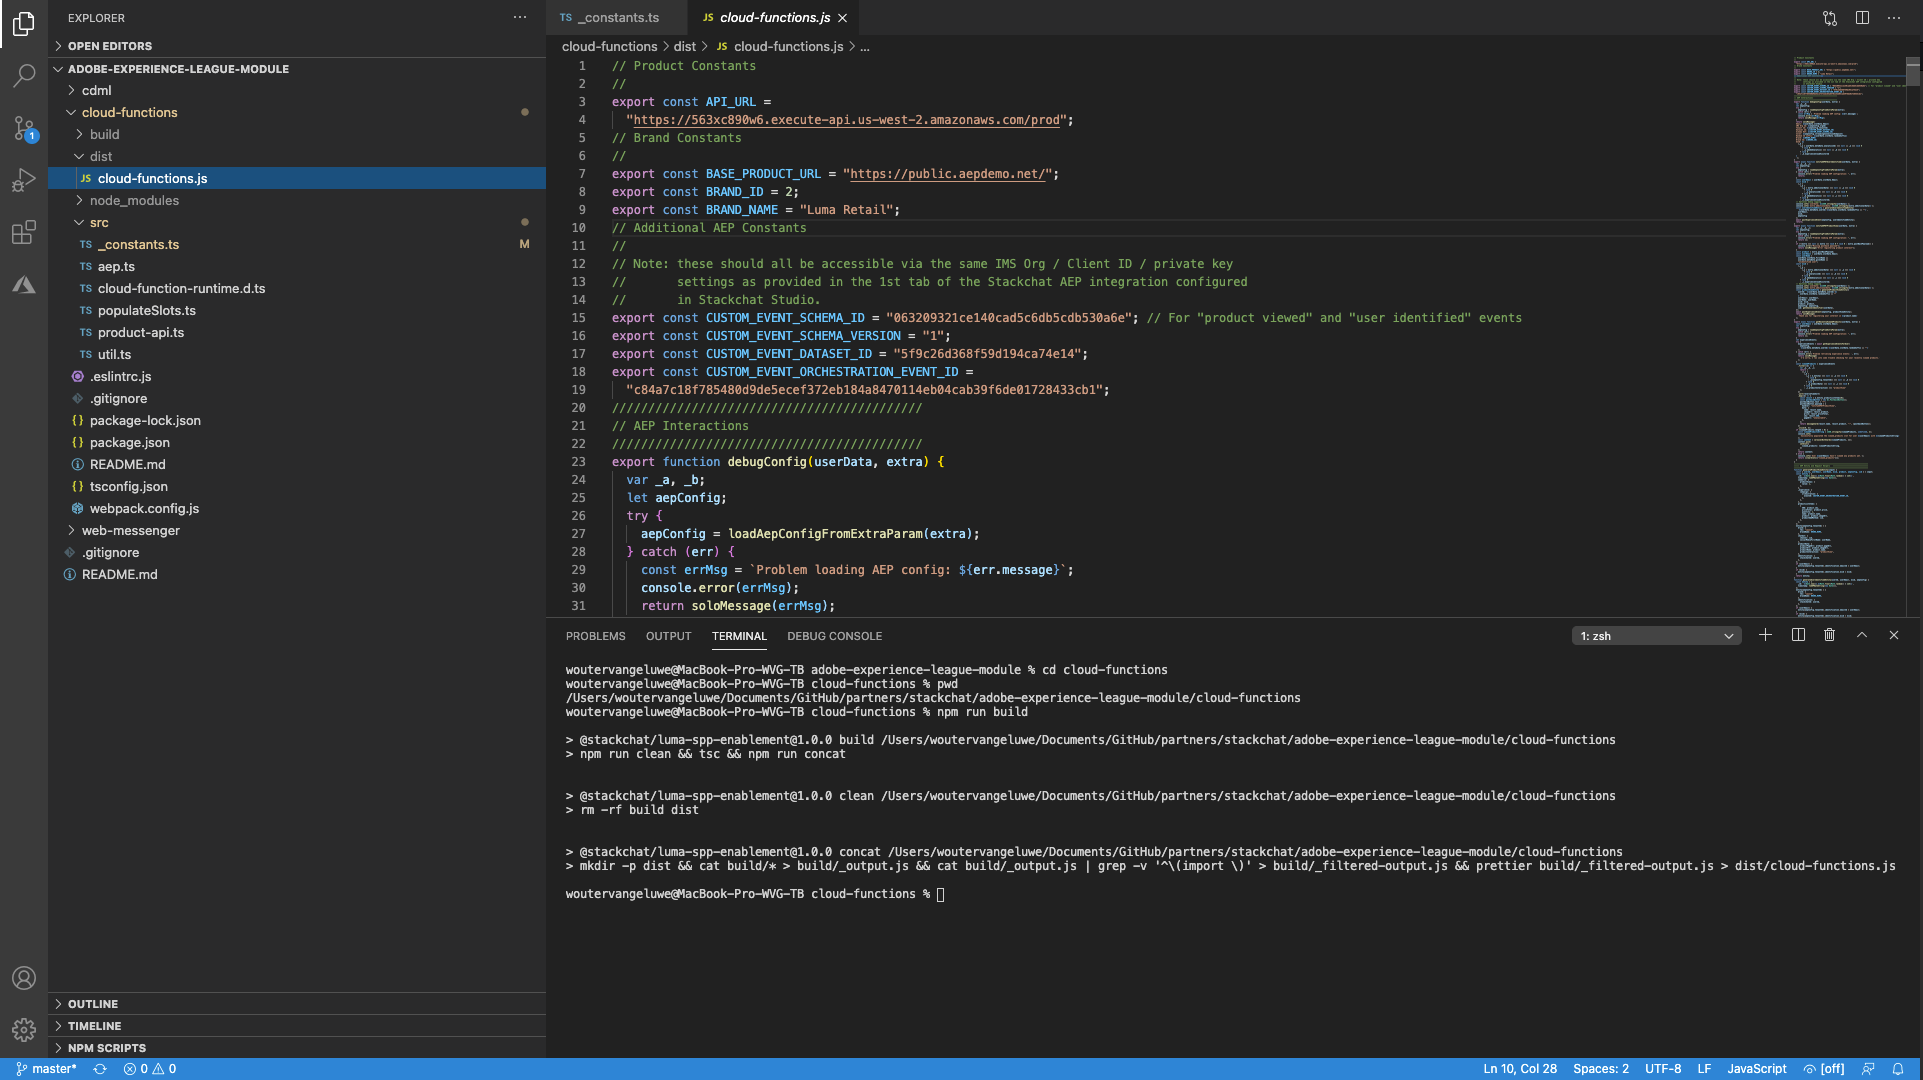 EXPLORER
OPEN EDITORS
ADOBE-EXPERIENCE-LEAGUE-MODULE
cdml
cloud-functions
build
dist
JS cloud-functions.js
node_modules
src
TS _constants.ts M
TS aep.ts
TS cloud-function-runtime.d.ts
TS populateSlots.ts
TS product-api.ts
TS util.ts
.eslintrc.js
.gitignore
{} package-lock.json
{} package.json
README.md
{} tsconfig.json
webpack.config.js
web-messenger
.gitignore
README.md
OUTLINE
TIMELINE
NPM SCRIPTS
1
TS _constants.ts JS cloud-functions.js
cloud-functions > dist > JS cloud-functions.js > ...
1 // Product Constants
2 //
3 export const API_URL =
4 "https://563xc890w6.execute-api.us-west-2.amazonaws.com/prod";
5 // Brand Constants
6 //
7 export const BASE_PRODUCT_URL = "https://public.aepdemo.net/";
8 export const BRAND_ID = 2;
9 export const BRAND_NAME = "Luma Retail";
10 // Additional AEP Constants
11 //
12 // Note: these should all be accessible via the same IMS Org / Client ID / private key
13 // settings as provided in the 1st tab of the Stackchat AEP integration configured
14 // in Stackchat Studio.
15 export const CUSTOM_EVENT_SCHEMA_ID = "063209321ce140cad5c6db5cdb530a6e"; // For "product viewed" and "user identified" events
16 export const CUSTOM_EVENT_SCHEMA_VERSION = "1";
17 export const CUSTOM_EVENT_DATASET_ID = "5f9c26d368f59d194ca74e14";
18 export const CUSTOM_EVENT_ORCHESTRATION_EVENT_ID =
19 "c84a7c18f785480d9de5ecef372eb184a8470114eb04cab39f6de01728433cb1";
20 ///////////////////////////////////////////
21 // AEP Interactions
22 ///////////////////////////////////////////
23 export function debugConfig(userData, extra) {
24 var _a, _b;
25 let aepConfig;
26 try {
27 aepConfig = loadAepConfigFromExtraParam(extra);
28 } catch (err) {
29 const errMsg = `Problem loading AEP config: ${err.message}`;
30 console.error(errMsg);
31 return soloMessage(errMsg);
PROBLEMS OUTPUT TERMINAL DEBUG CONSOLE 1: zsh
woutervangeluwe@MacBook-Pro-WVG-TB adobe-experience-league-module % cd cloud-functions
woutervangeluwe@MacBook-Pro-WVG-TB cloud-functions % pwd
/Users/woutervangeluwe/Documents/GitHub/partners/stackchat/adobe-experience-league-module/cloud-functions
woutervangeluwe@MacBook-Pro-WVG-TB cloud-functions % npm run build
> @stackchat/luma-spp-enablement@1.0.0 build /Users/woutervangeluwe/Documents/GitHub/partners/stackchat/adobe-experience-league-module/cloud-functions
> npm run clean && tsc && npm run concat
> @stackchat/luma-spp-enablement@1.0.0 clean /Users/woutervangeluwe/Documents/GitHub/partners/stackchat/adobe-experience-league-module/cloud-functions
> rm -rf build dist
> @stackchat/luma-spp-enablement@1.0.0 concat /Users/woutervangeluwe/Documents/GitHub/partners/stackchat/adobe-experience-league-module/cloud-functions
> mkdir -p dist && cat build/* > build/_output.js && cat build/_output.js | grep -v '^\(import \)' > build/_filtered-output.js && prettier build/_filtered-output.js > dist/cloud-functions.js
woutervangeluwe@MacBook-Pro-WVG-TB cloud-functions %
master* 0 0 Ln 10, Col 28 Spaces: 2 UTF-8 LF JavaScript [off]